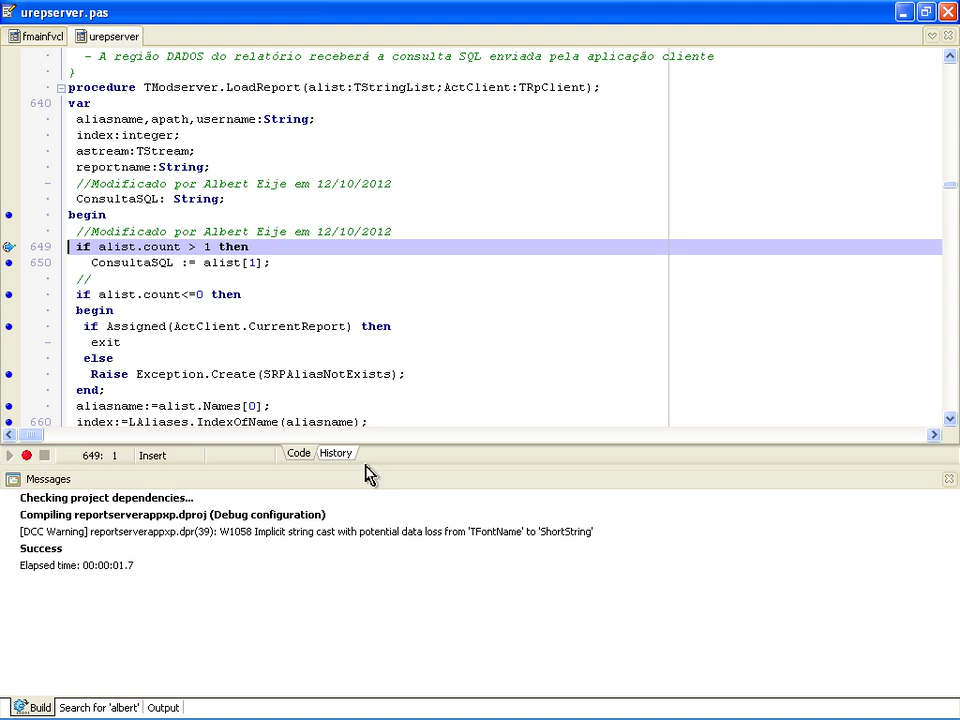 urepserver.pas
fmainfvcl
urepserver
- A região DADOS do relatório receberá a consulta SQL enviada pela aplicação cliente
}
procedure TModserver.LoadReport(alist:TStringList;ActClient:TRpClient);
640 var
aliasname,apath,username:String;
index:integer;
astream:TStream;
reportname:String;
//Modificado por Albert Eije em 12/10/2012
ConsultaSQL: String;
begin
//Modificado por Albert Eije em 12/10/2012
649 if alist.count > 1 then
650 ConsultaSQL := alist[1];
//
if alist.count<=0 then
begin
if Assigned(ActClient.CurrentReport) then
exit
else
Raise Exception.Create(SRPAliasNotExists);
end;
aliasname:=alist.Names[0];
660 index:=LAliases.IndexOfName(aliasname);
649: 1 Insert Code History
Messages
Checking project dependencies...
Compiling reportserverappxp.dproj (Debug configuration)
[DCC Warning] reportserverappxp.dpr(39): W1058 Implicit string cast with potential data loss from 'TFontName' to 'ShortString'
Success
Elapsed time: 00:00:01.7
Build Search for 'albert' Output